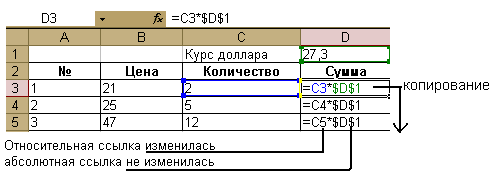 D3 fx =C3*$D$1
A B C D
1 Курс доллара 27,3
2 № Цена Количество Сумма
3 1 21 2 =C3*$D$1 копирование
4 2 25 5 =C4*$D$1
5 3 47 12 =C5*$D$1
Относительная ссылка изменилась
абсолютная ссылка не изменилась